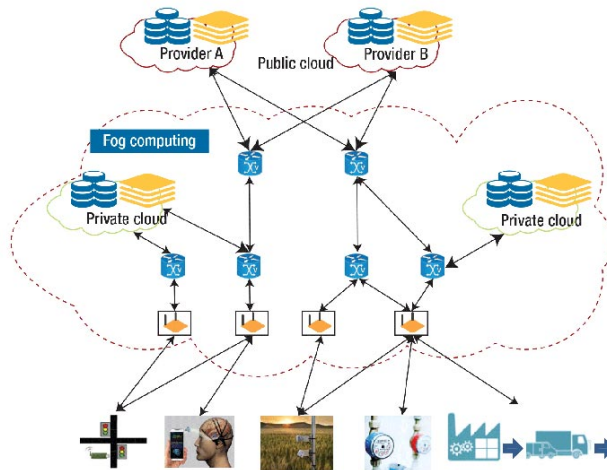 Provider A
Provider B
Public cloud
Fog computing
Private cloud
Private cloud